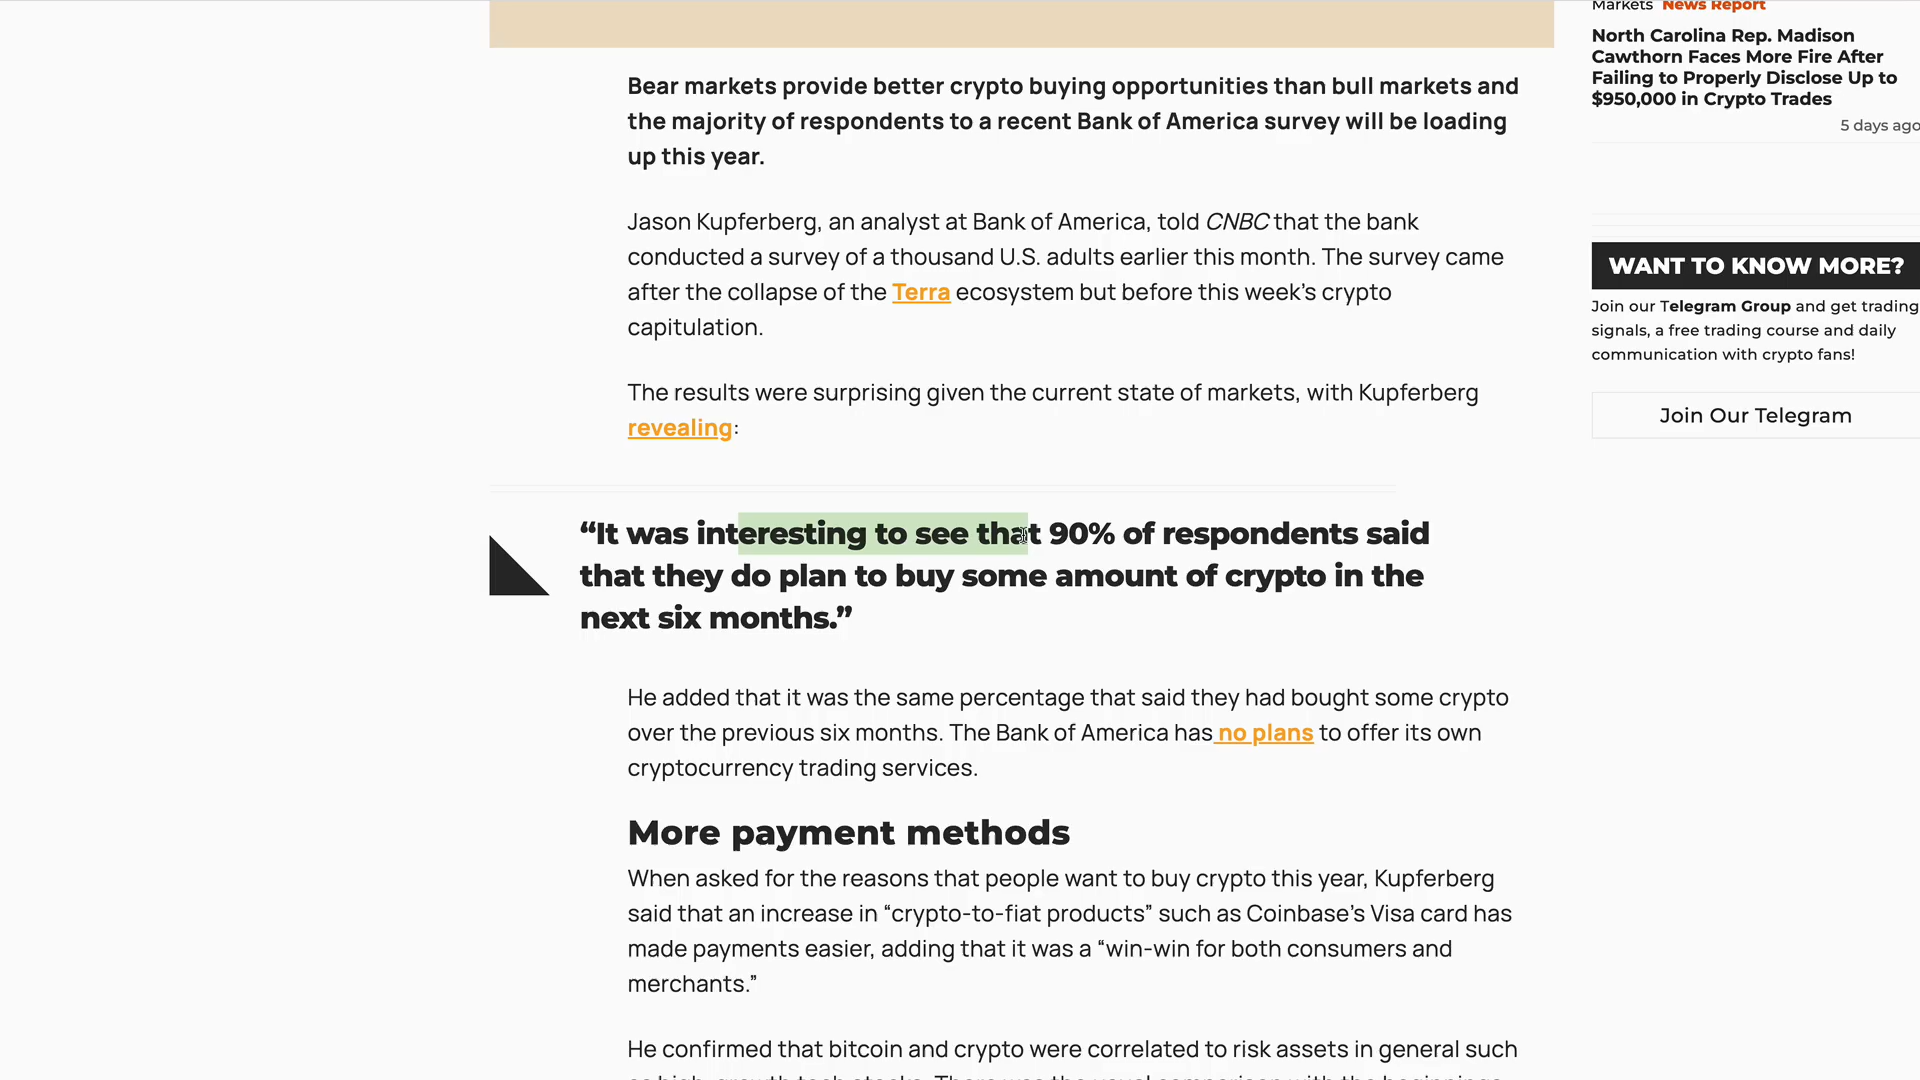 Bear markets provide better crypto buying opportunities than bull markets and
the majority of respondents to a recent Bank of America survey will be loading
up this year.
Jason Kupferberg, an analyst at Bank of America, told CNBC that the bank
conducted a survey of a thousand U.S. adults earlier this month. The survey came
after the collapse of the Terra ecosystem but before this week’s crypto
capitulation.
The results were surprising given the current state of markets, with Kupferberg
revealing:
“It was interesting to see that 90% of respondents said
that they do plan to buy some amount of crypto in the
next six months.”
He added that it was the same percentage that said they had bought some crypto
over the previous six months. The Bank of America has no plans to offer its own
cryptocurrency trading services.
More payment methods
When asked for the reasons that people want to buy crypto this year, Kupferberg
said that an increase in “crypto-to-fiat products” such as Coinbase’s Visa card has
made payments easier, adding that it was a “win-win for both consumers and
merchants.”
He confirmed that bitcoin and crypto were correlated to risk assets in general such
Markets News Report
North Carolina Rep. Madison
Cawthorn Faces More Fire After
Failing to Properly Disclose Up to
$950,000 in Crypto Trades
5 days ago
WANT TO KNOW MORE?
Join our Telegram Group and get trading
signals, a free trading course and daily
communication with crypto fans!
Join Our Telegram